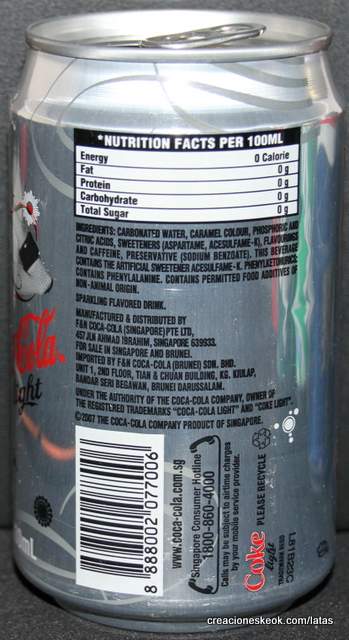 *NUTRITION FACTS PER 100ML
Energy 0 Calorie
Fat 0 g
Protein 0 g
Carbohydrate 0 g
Total Sugar 0 g
INGREDIENTS: CARBONATED WATER, CARAMEL COLOUR, PHOSPHORIC AND
CITRIC ACIDS, SWEETENERS (ASPARTAME, ACESULFAME-K), FLAVOURINGS
AND CAFFEINE, PRESERVATIVE (SODIUM BENZOATE). THIS BEVERAGE
CONTAINS THE ARTIFICIAL SWEETENER ACESULFAME-K. PHENYLKETONURICS:
CONTAINS PHENYLALANINE. CONTAINS PERMITTED FOOD ADDITIVES OF
NON-ANIMAL ORIGIN.
SPARKLING FLAVORED DRINK.
MANUFACTURED & DISTRIBUTED BY
F&N COCA-COLA (SINGAPORE) PTE LTD,
457 JLN AHMAD IBRAHIM, SINGAPORE 639933.
FOR SALE IN SINGAPORE AND BRUNEI.
IMPORTED BY F&N COCA-COLA (BRUNEI) SDN. BHD.
UNIT 1, 2ND FLOOR, TIAN & CHUAN BUILDING, KG. KIULAP,
BANDAR SERI BEGAWAN, BRUNEI DARUSSALAM.
UNDER THE AUTHORITY OF THE COCA-COLA COMPANY, OWNER OF
THE REGISTERED TRADEMARKS "COCA-COLA LIGHT" AND "COKE LIGHT".
©2007 THE COCA-COLA COMPANY PRODUCT OF SINGAPORE.
Cola
ght
mL
8 888002 077006
www.coca-cola.com.sg
Singapore Consumer Hotline
1800-860-4000
Calls may be subject to airtime charges
by your mobile service provider.
Coke
light
PLEASE RECYCLE
L81B22C
creacioneskeok.com/latas